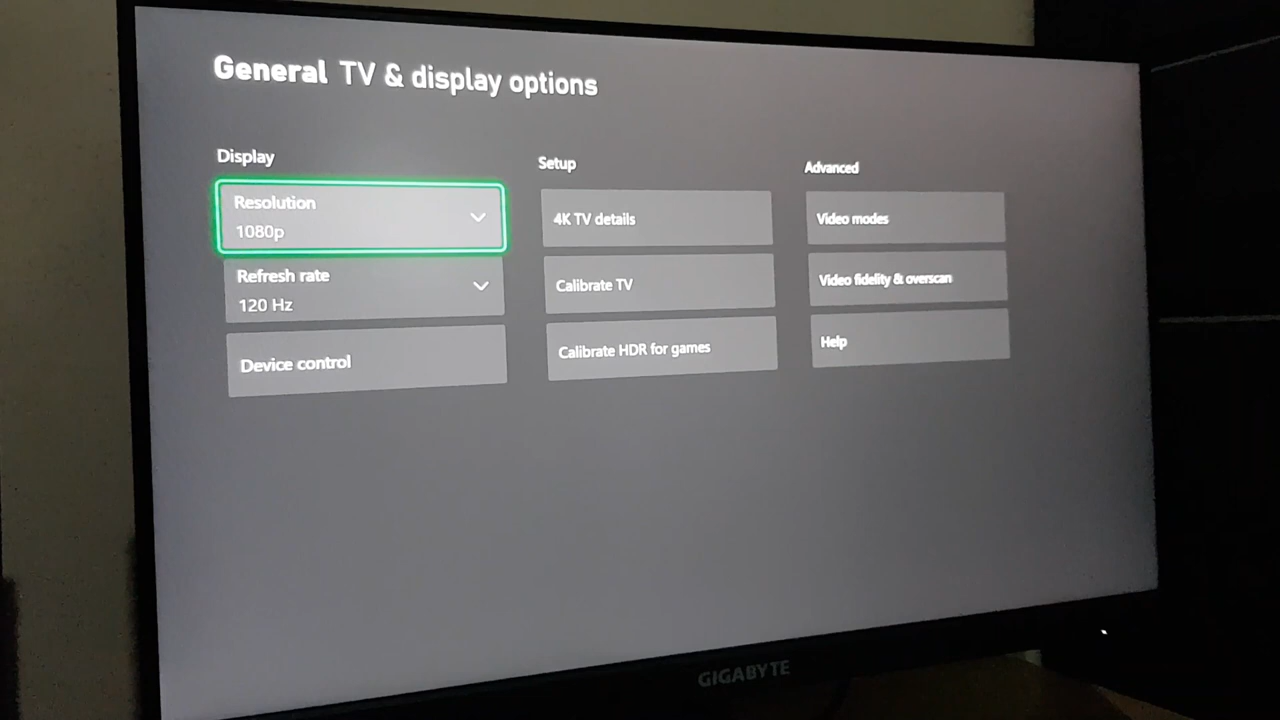 General TV & display options
Display
Resolution
1080p
Refresh rate
120 Hz
Device control
Setup
4K TV details
Calibrate TV
Calibrate HDR for games
Advanced
Video modes
Video fidelity & overscan
Help
GIGABYTE